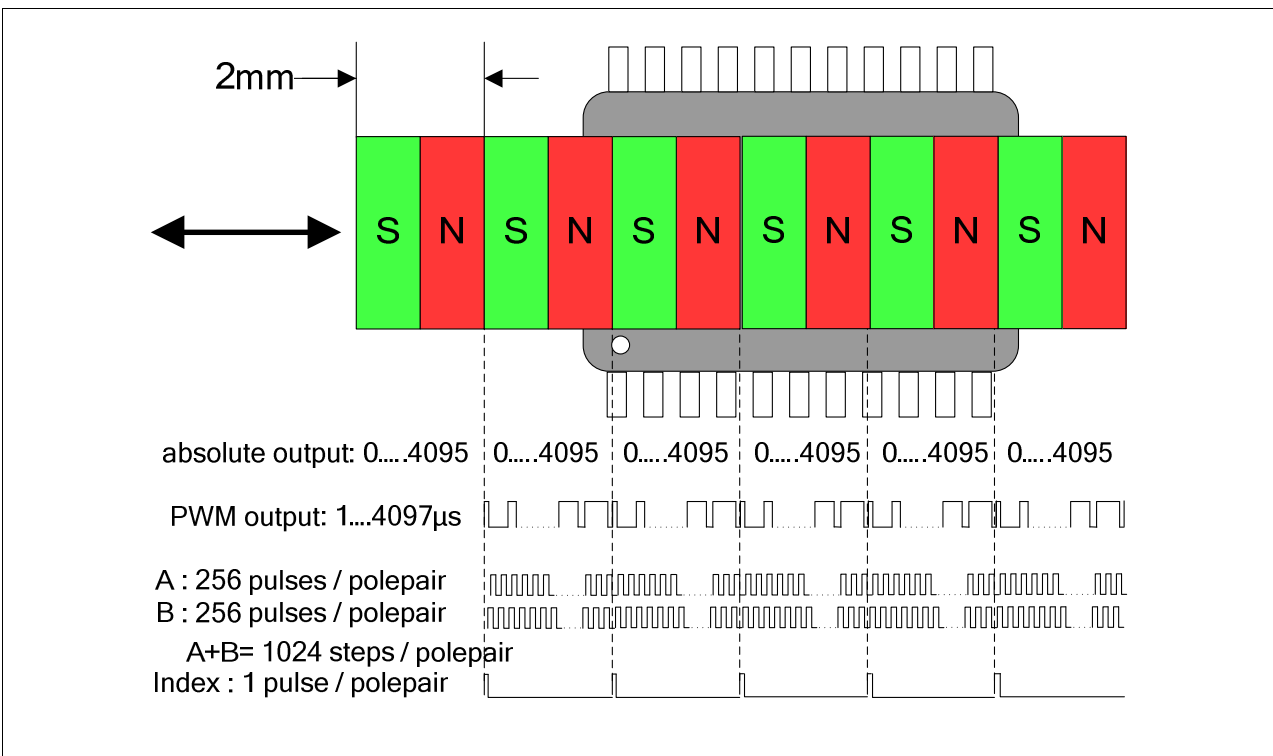 2mm
S N S N S N S N S N S N
absolute output: 0.....4095 0.....4095 0.....4095 0.....4095 0.....4095 0.....4095
PWM output: 1....4097µs
A : 256 pulses / polepair
B : 256 pulses / polepair
A+B= 1024 steps / polepair
Index : 1 pulse / polepair